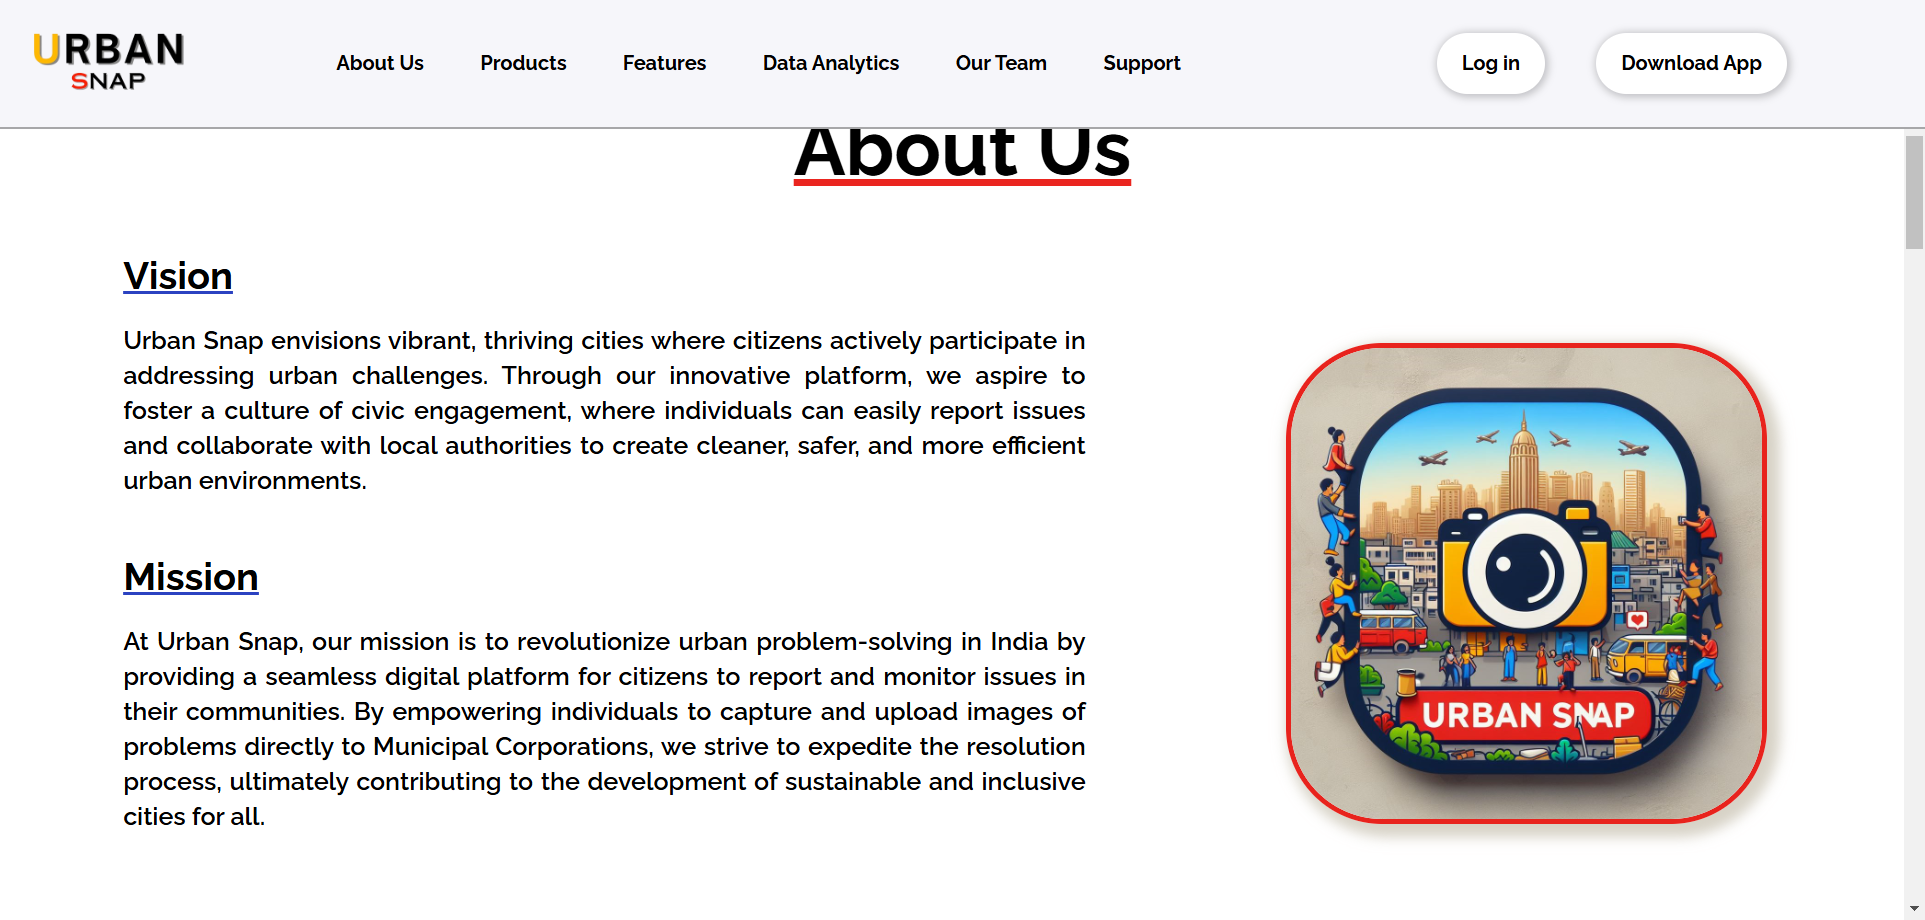 URBAN
SNAP
About Us Products Features Data Analytics Our Team Support Log in Download App
About Us
Vision
Urban Snap envisions vibrant, thriving cities where citizens actively participate in
addressing urban challenges. Through our innovative platform, we aspire to
foster a culture of civic engagement, where individuals can easily report issues
and collaborate with local authorities to create cleaner, safer, and more efficient
urban environments.
Mission
At Urban Snap, our mission is to revolutionize urban problem-solving in India by
providing a seamless digital platform for citizens to report and monitor issues in
their communities. By empowering individuals to capture and upload images of
problems directly to Municipal Corporations, we strive to expedite the resolution
process, ultimately contributing to the development of sustainable and inclusive
cities for all.
URBAN SNAP